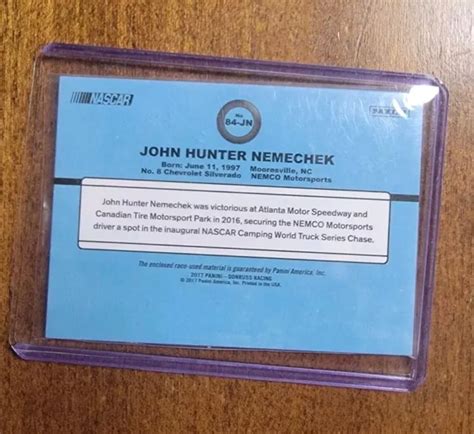 NASCAR
PANINI
No
84-JN
JOHN HUNTER NEMECHEK
Born: June 11, 1997 Mooresville, NC
No. 8 Chevrolet Silverado NEMCO Motorsports
John Hunter Nemechek was victorious at Atlanta Motor Speedway and
Canadian Tire Motorsport Park in 2016, securing the NEMCO Motorsports
driver a spot in the inaugural NASCAR Camping World Truck Series Chase.
The enclosed race-used material is guaranteed by Panini America, Inc.
2017 PANINI - DONRUSS RACING
© 2017 Panini America, Inc. Printed in the USA.